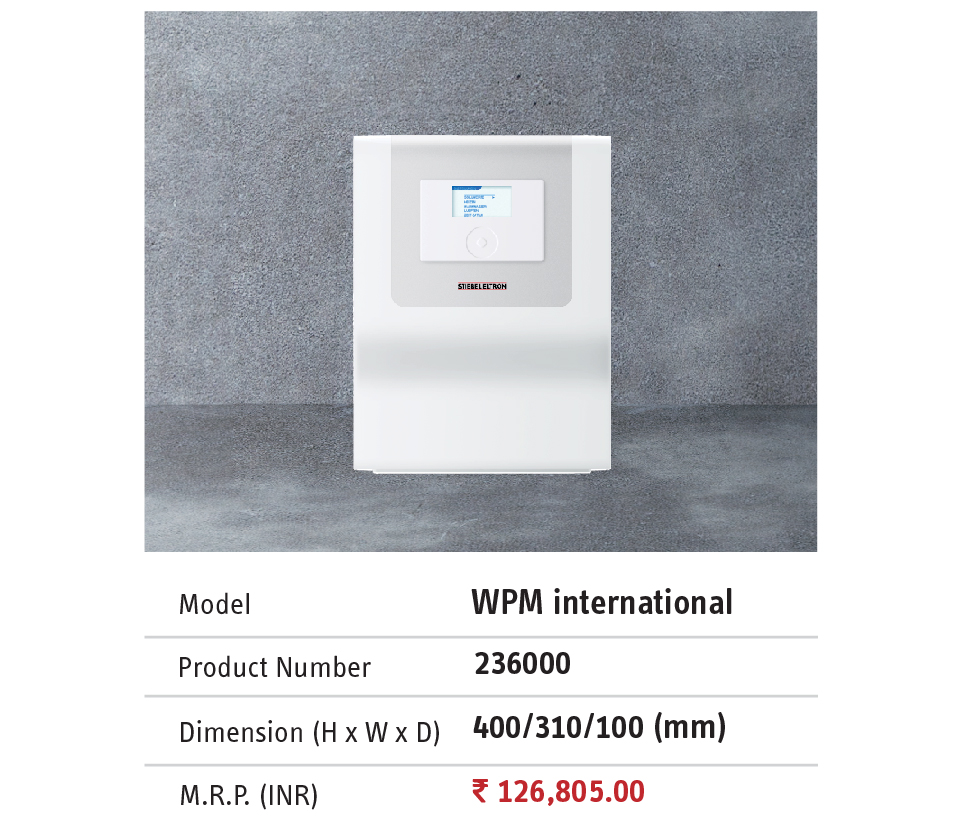 STIEBEL ELTRON
Model WPM international
Product Number 236000
Dimension (H x W x D) 400/310/100 (mm)
M.R.P. (INR) ₹ 126,805.00